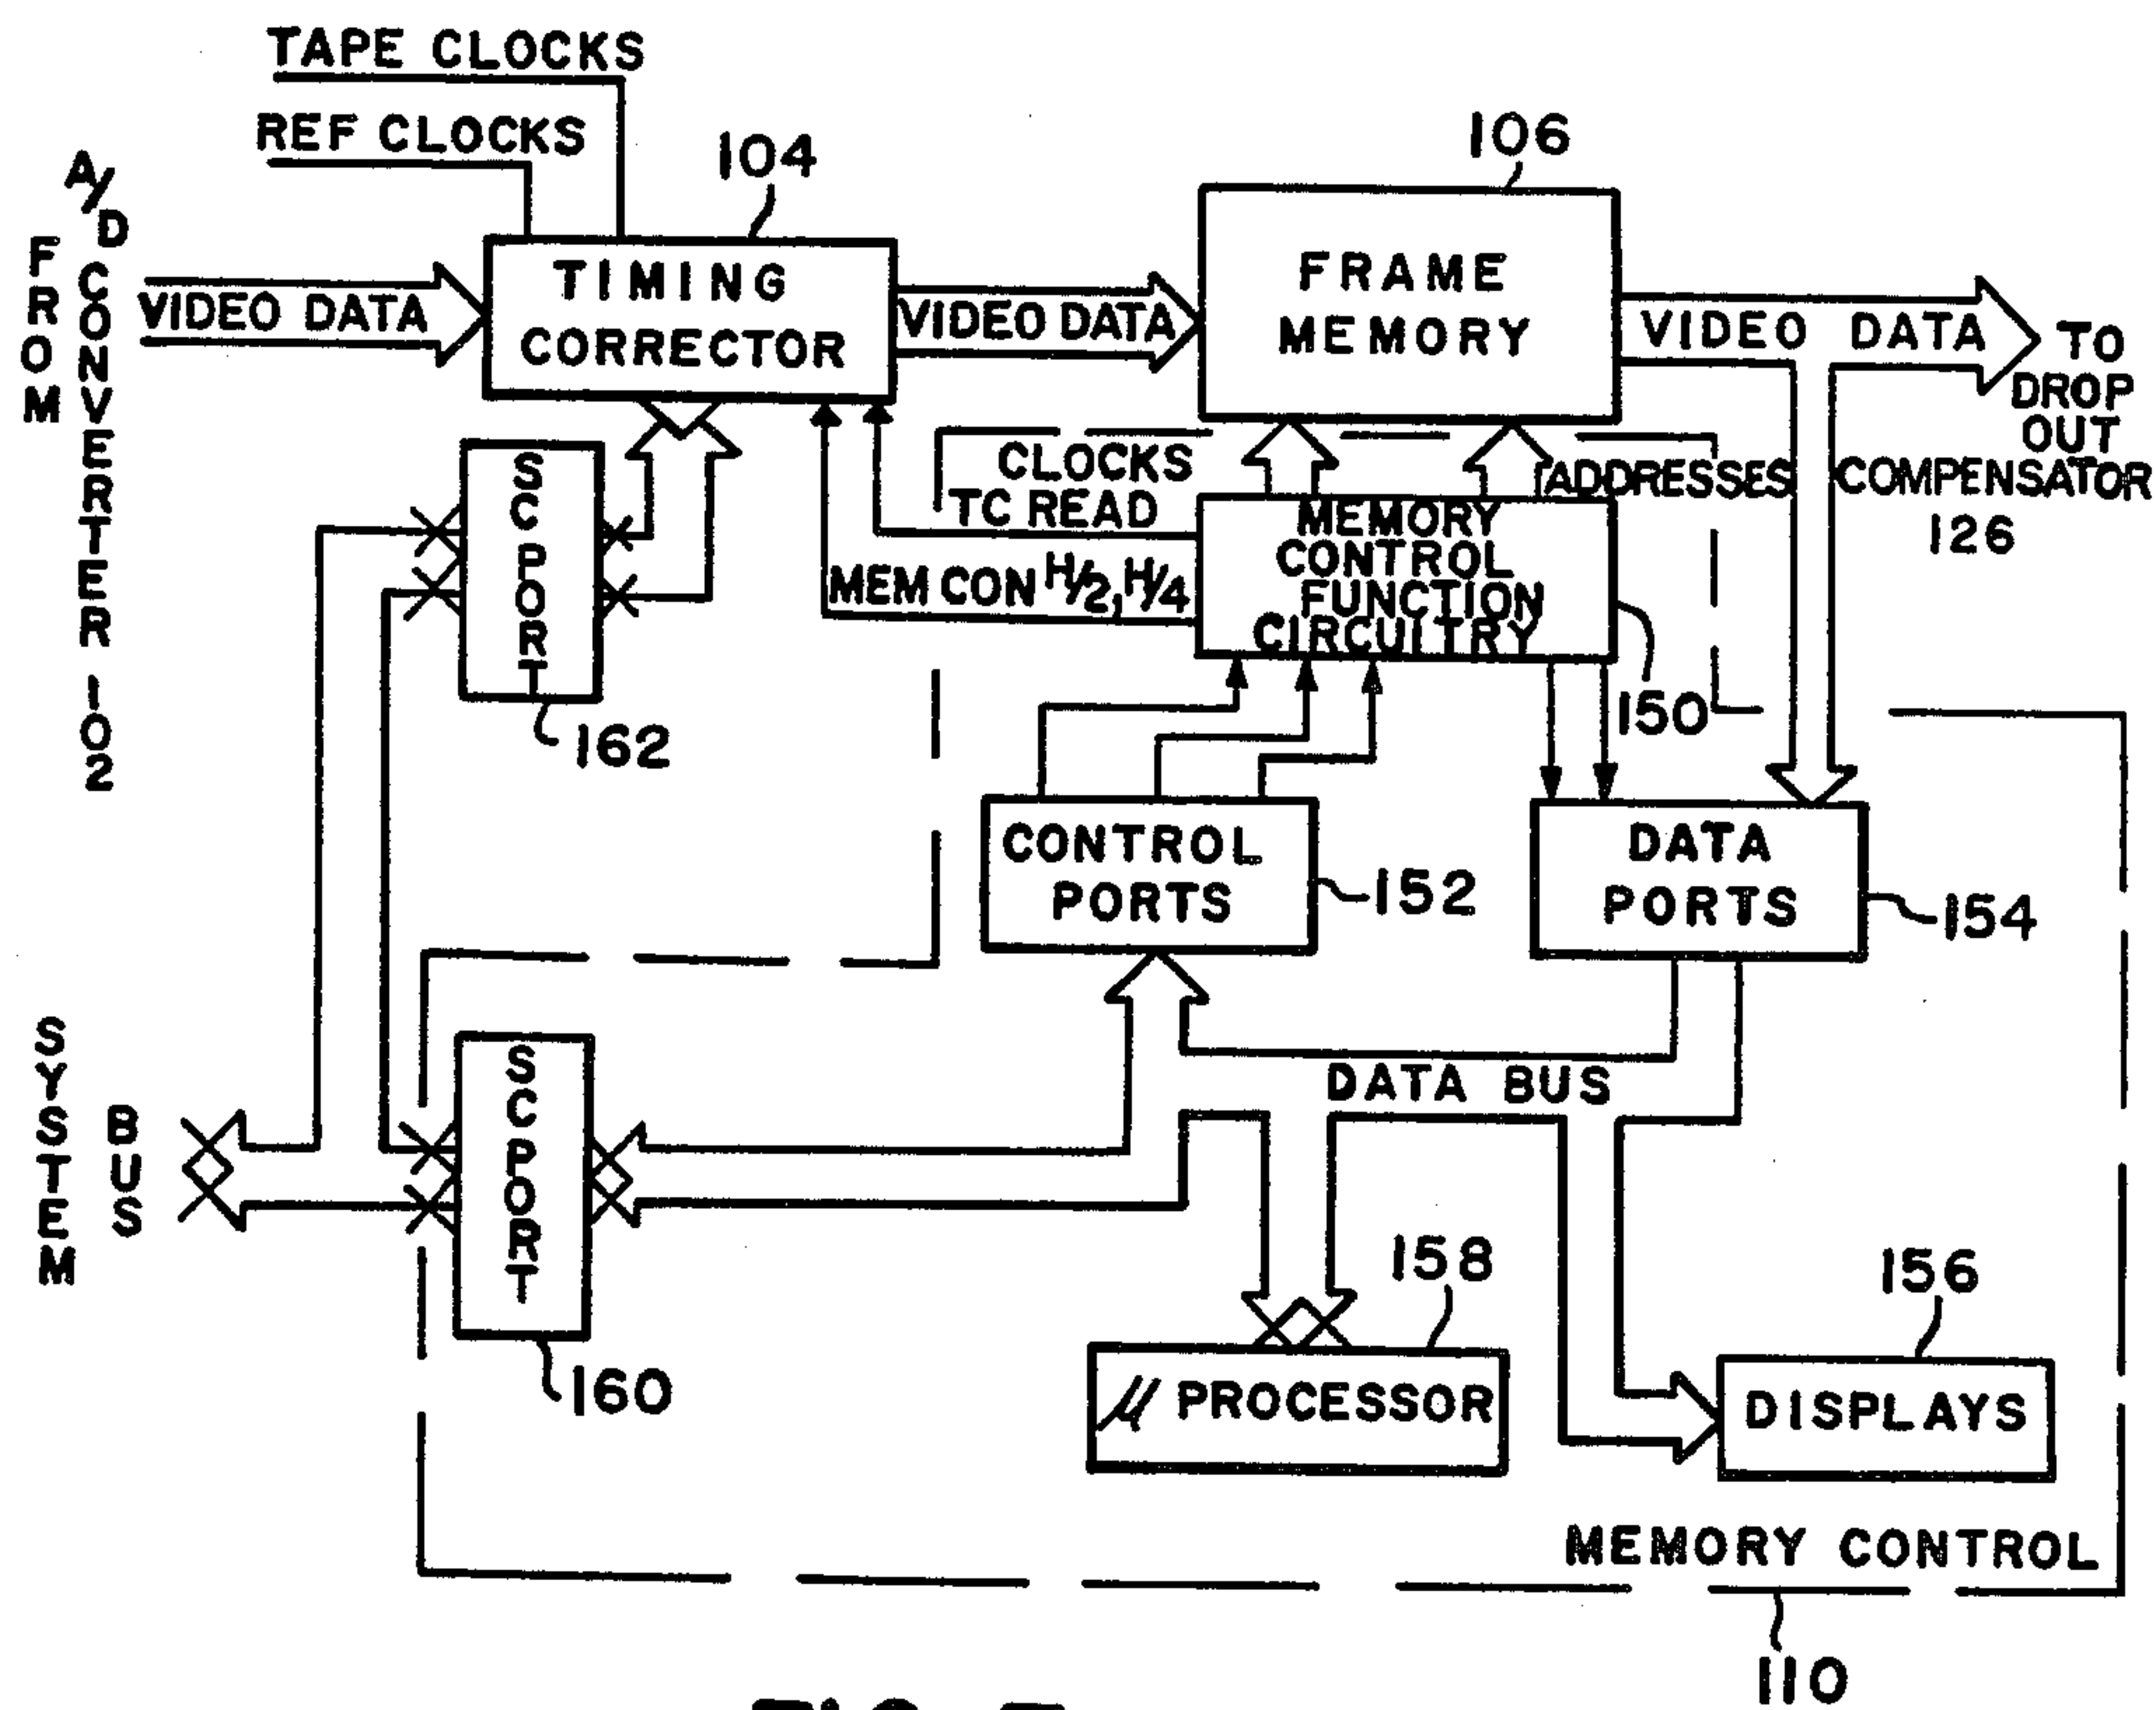 TAPE CLOCKS
REF CLOCKS
104
106
FROM
A/D CONVERTER 102
VIDEO DATA
TIMING
CORRECTOR
VIDEO DATA
FRAME
MEMORY
VIDEO DATA
TO
DROP
OUT
COMPENSATOR
126
CLOCKS
TC READ
ADDRESSES
MEM CON H/2, H/4
MEMORY
CONTROL
FUNCTION
CIRCUITRY
150
SC PORT
162
CONTROL
PORTS
152
DATA
PORTS
154
SYSTEM
BUS
SC PORT
160
DATA BUS
158
μ PROCESSOR
156
DISPLAYS
MEMORY CONTROL
110